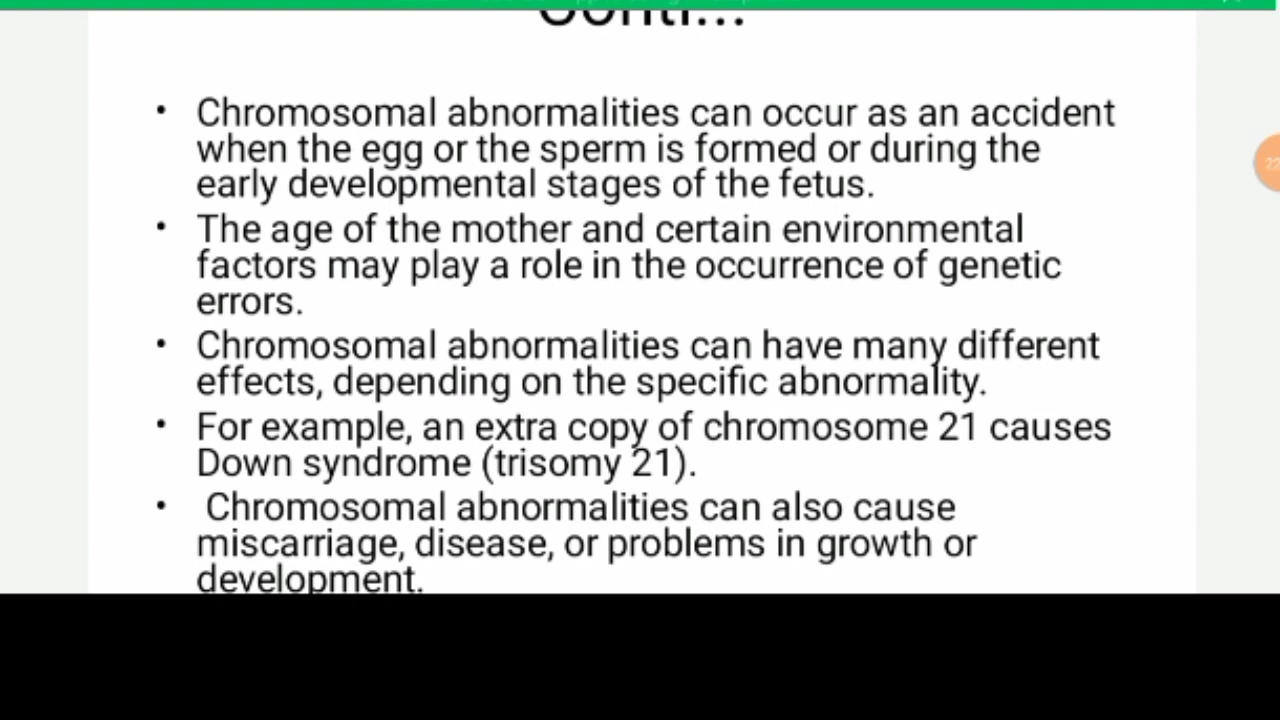 Conti...
• Chromosomal abnormalities can occur as an accident
when the egg or the sperm is formed or during the
early developmental stages of the fetus.
• The age of the mother and certain environmental
factors may play a role in the occurrence of genetic
errors.
• Chromosomal abnormalities can have many different
effects, depending on the specific abnormality.
• For example, an extra copy of chromosome 21 causes
Down syndrome (trisomy 21).
• Chromosomal abnormalities can also cause
miscarriage, disease, or problems in growth or
development.
22